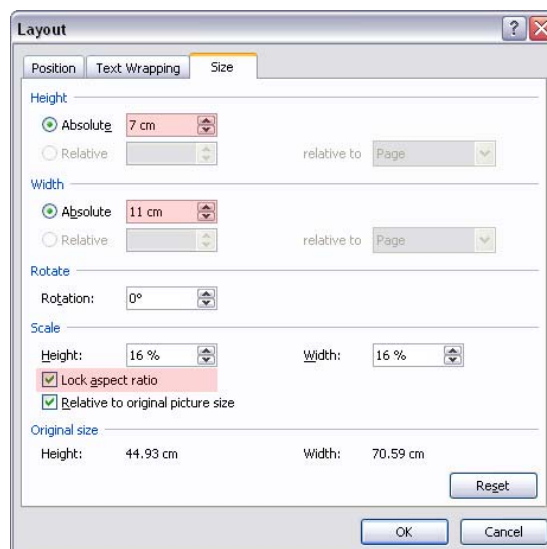 Layout
Position Text Wrapping Size
Height
Absolute 7 cm
Relative relative to Page
Width
Absolute 11 cm
Relative relative to Page
Rotate
Rotation: 0°
Scale
Height: 16 % Width: 16 %
Lock aspect ratio
Relative to original picture size
Original size
Height: 44.93 cm Width: 70.59 cm
Reset
OK Cancel